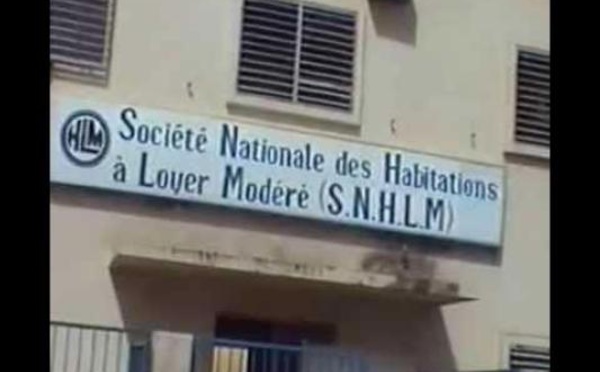 HLM
Société Nationale des Habitations
à Loyer Modéré (S.N.H.L.M)